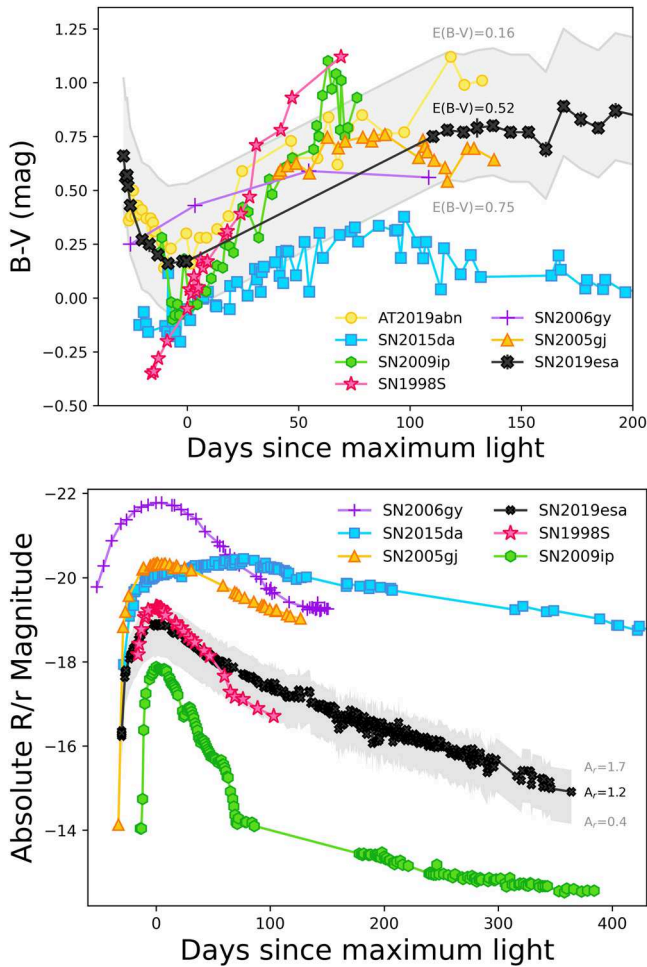 1.25
1.00
0.75
0.50
0.25
0.00
−0.25
−0.50
B-V (mag)
E(B-V)=0.16
E(B-V)=0.52
E(B-V)=0.75
AT2019abn
SN2015da
SN2009ip
SN1998S
SN2006gy
SN2005gj
SN2019esa
0 50 100 150 200
Days since maximum light
−22
−20
−18
−16
−14
Absolute R/r Magnitude
SN2006gy
SN2015da
SN2005gj
SN2019esa
SN1998S
SN2009ip
A_r=1.7
A_r=1.2
A_r=0.4
0 100 200 300 400
Days since maximum light